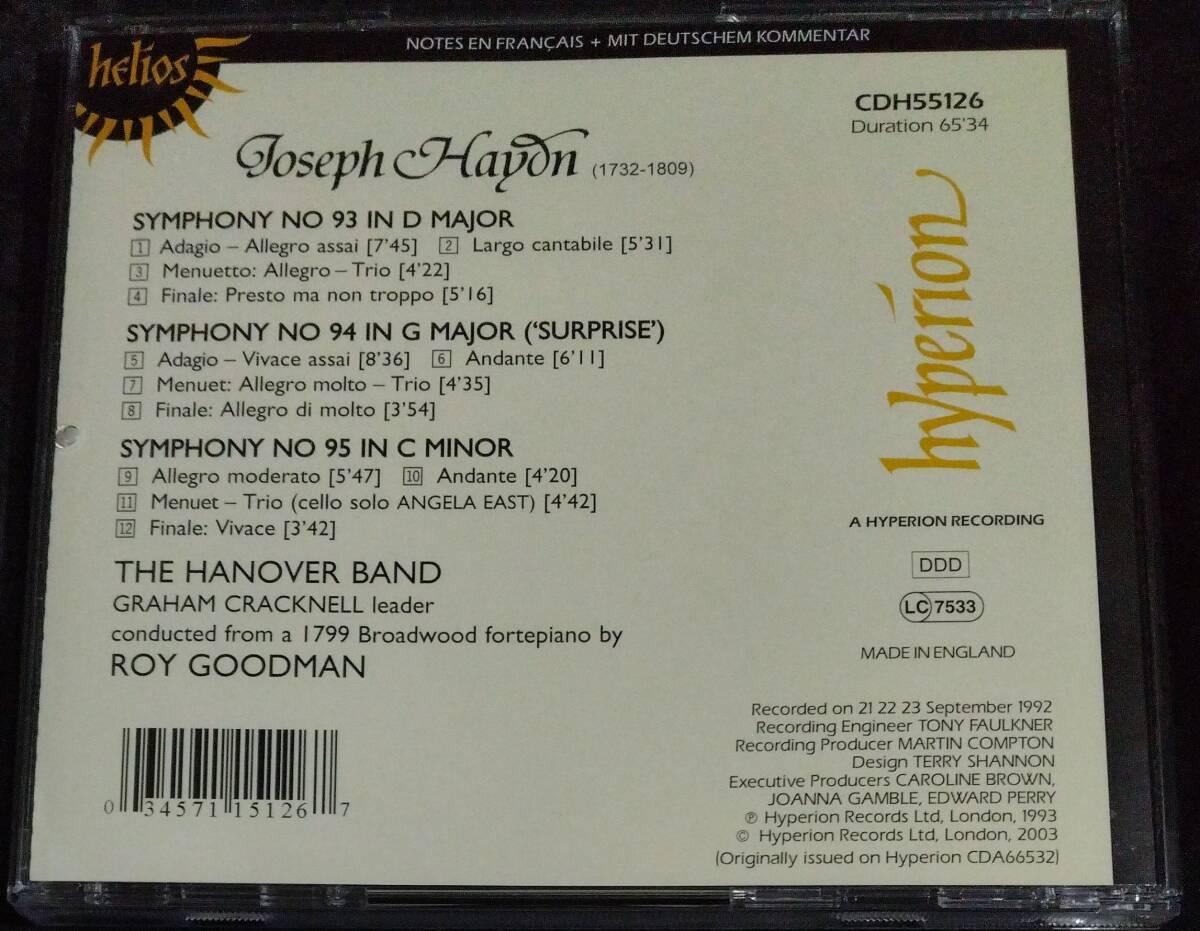 NOTES EN FRANÇAIS + MIT DEUTSCHEM KOMMENTAR
helios
CDH55126
Duration 65'34
Joseph Haydn (1732-1809)
SYMPHONY NO 93 IN D MAJOR
1 Adagio – Allegro assai [7'45] 2 Largo cantabile [5'31]
3 Menuetto: Allegro – Trio [4'22]
4 Finale: Presto ma non troppo [5'16]
SYMPHONY NO 94 IN G MAJOR ('SURPRISE')
5 Adagio – Vivace assai [8'36] 6 Andante [6'11]
7 Menuet: Allegro molto – Trio [4'35]
8 Finale: Allegro di molto [3'54]
SYMPHONY NO 95 IN C MINOR
9 Allegro moderato [5'47] 10 Andante [4'20]
11 Menuet – Trio (cello solo ANGELA EAST) [4'42]
12 Finale: Vivace [3'42]
THE HANOVER BAND
GRAHAM CRACKNELL leader
conducted from a 1799 Broadwood fortepiano by
ROY GOODMAN
0 34571 15126 7
hyperion
A HYPERION RECORDING
DDD
LC 7533
MADE IN ENGLAND
Recorded on 21 22 23 September 1992
Recording Engineer TONY FAULKNER
Recording Producer MARTIN COMPTON
Design TERRY SHANNON
Executive Producers CAROLINE BROWN,
JOANNA GAMBLE, EDWARD PERRY
℗ Hyperion Records Ltd, London, 1993
© Hyperion Records Ltd, London, 2003
(Originally issued on Hyperion CDA66532)